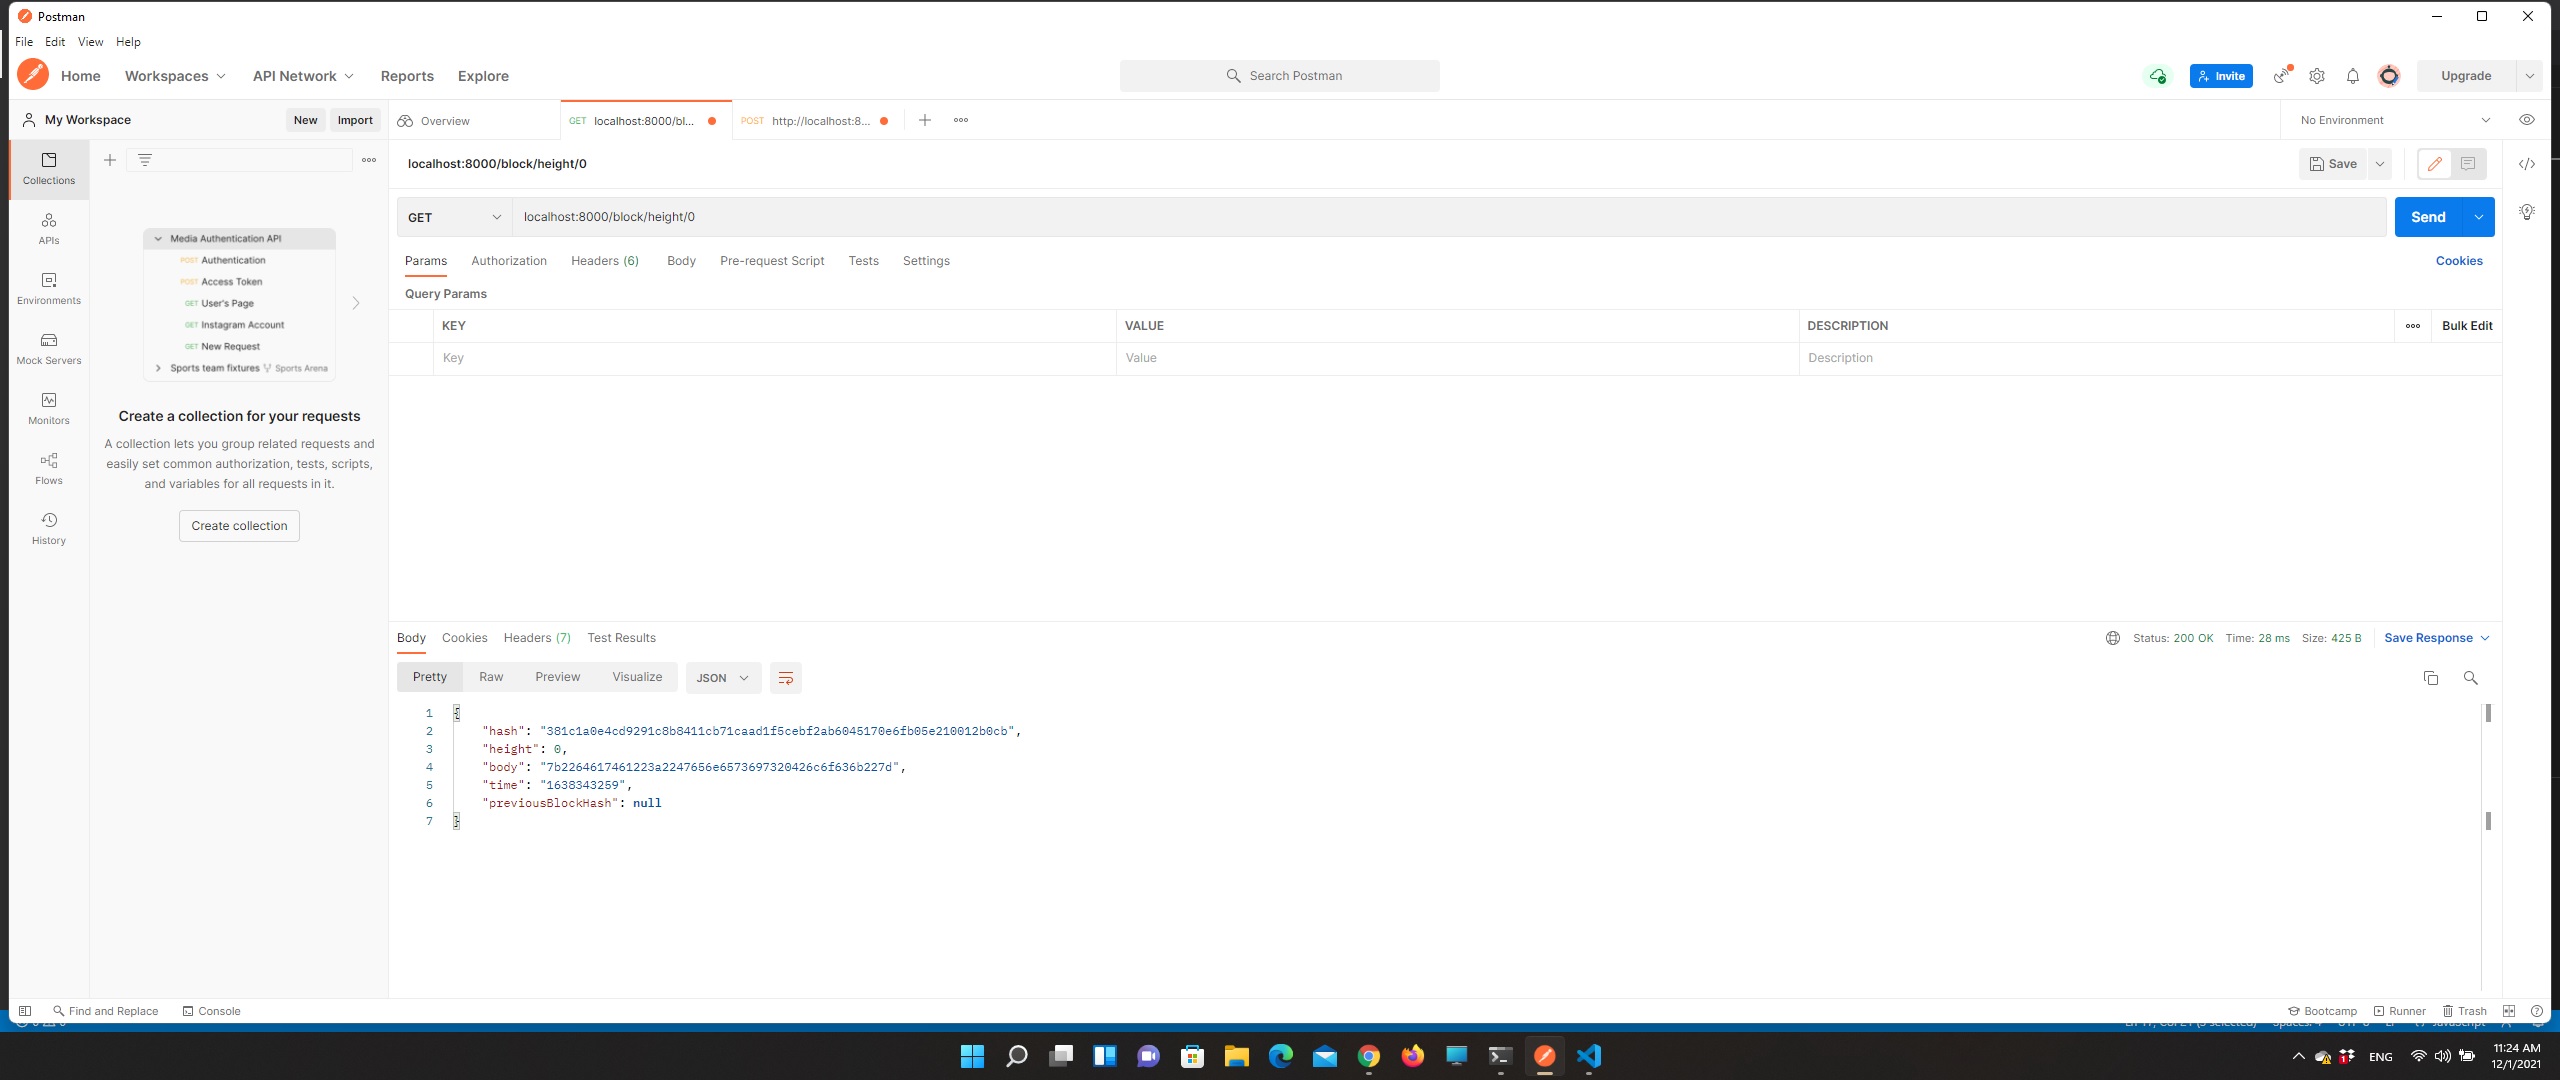 Postman
File Edit View Help
Home Workspaces API Network Reports Explore
Search Postman
Invite
Upgrade
My Workspace
New Import
Overview
GET localhost:8000/bl...
POST http://localhost:8...
No Environment
Collections
APIs
Environments
Mock Servers
Monitors
Flows
History
Media Authentication API
POST Authentication
POST Access Token
GET User's Page
GET Instagram Account
GET New Request
Sports team fixtures Sports Arena
Create a collection for your requests
A collection lets you group related requests and
easily set common authorization, tests, scripts,
and variables for all requests in it.
Create collection
localhost:8000/block/height/0
Save
GET localhost:8000/block/height/0
Send
Params Authorization Headers (6) Body Pre-request Script Tests Settings
Cookies
Query Params
KEY VALUE DESCRIPTION Bulk Edit
Key Value Description
Body Cookies Headers (7) Test Results
Status: 200 OK Time: 28 ms Size: 425 B Save Response
Pretty Raw Preview Visualize JSON
1 {
2 "hash": "381c1a0e4cd9291c8b8411cb71caad1f5cebf2ab6045170e6fb05e210012b0cb",
3 "height": 0,
4 "body": "7b2264617461223a2247656e6573697320426c6f636b227d",
5 "time": "1638343259",
6 "previousBlockHash": null
7 }
Find and Replace Console
Bootcamp Runner Trash
ENG
11:24 AM
12/1/2021